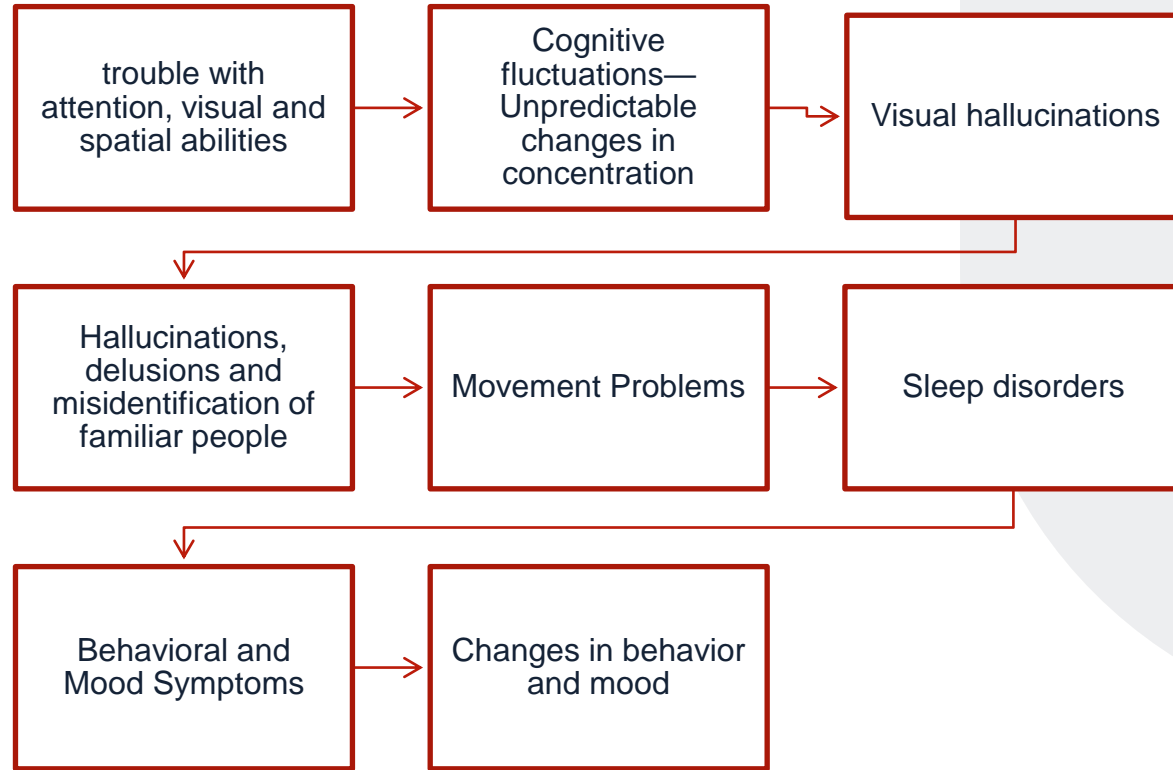 trouble with
attention, visual and
spatial abilities
Cognitive
fluctuations—
Unpredictable
changes in
concentration
Visual hallucinations
Hallucinations,
delusions and
misidentification of
familiar people
Movement Problems
Sleep disorders
Behavioral and
Mood Symptoms
Changes in behavior
and mood